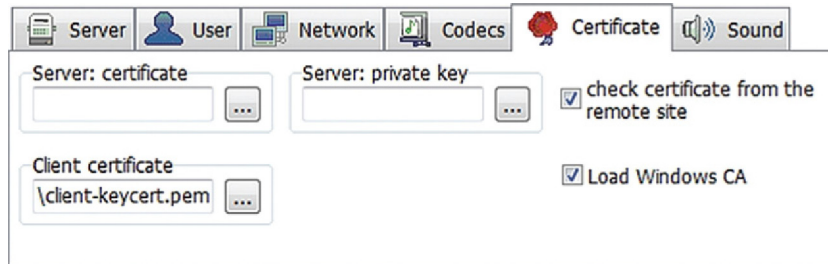 Server User Network Codecs Certificate Sound
Server: certificate Server: private key
check certificate from the
remote site
... ...
Client certificate
\client-keycert.pem ...
Load Windows CA